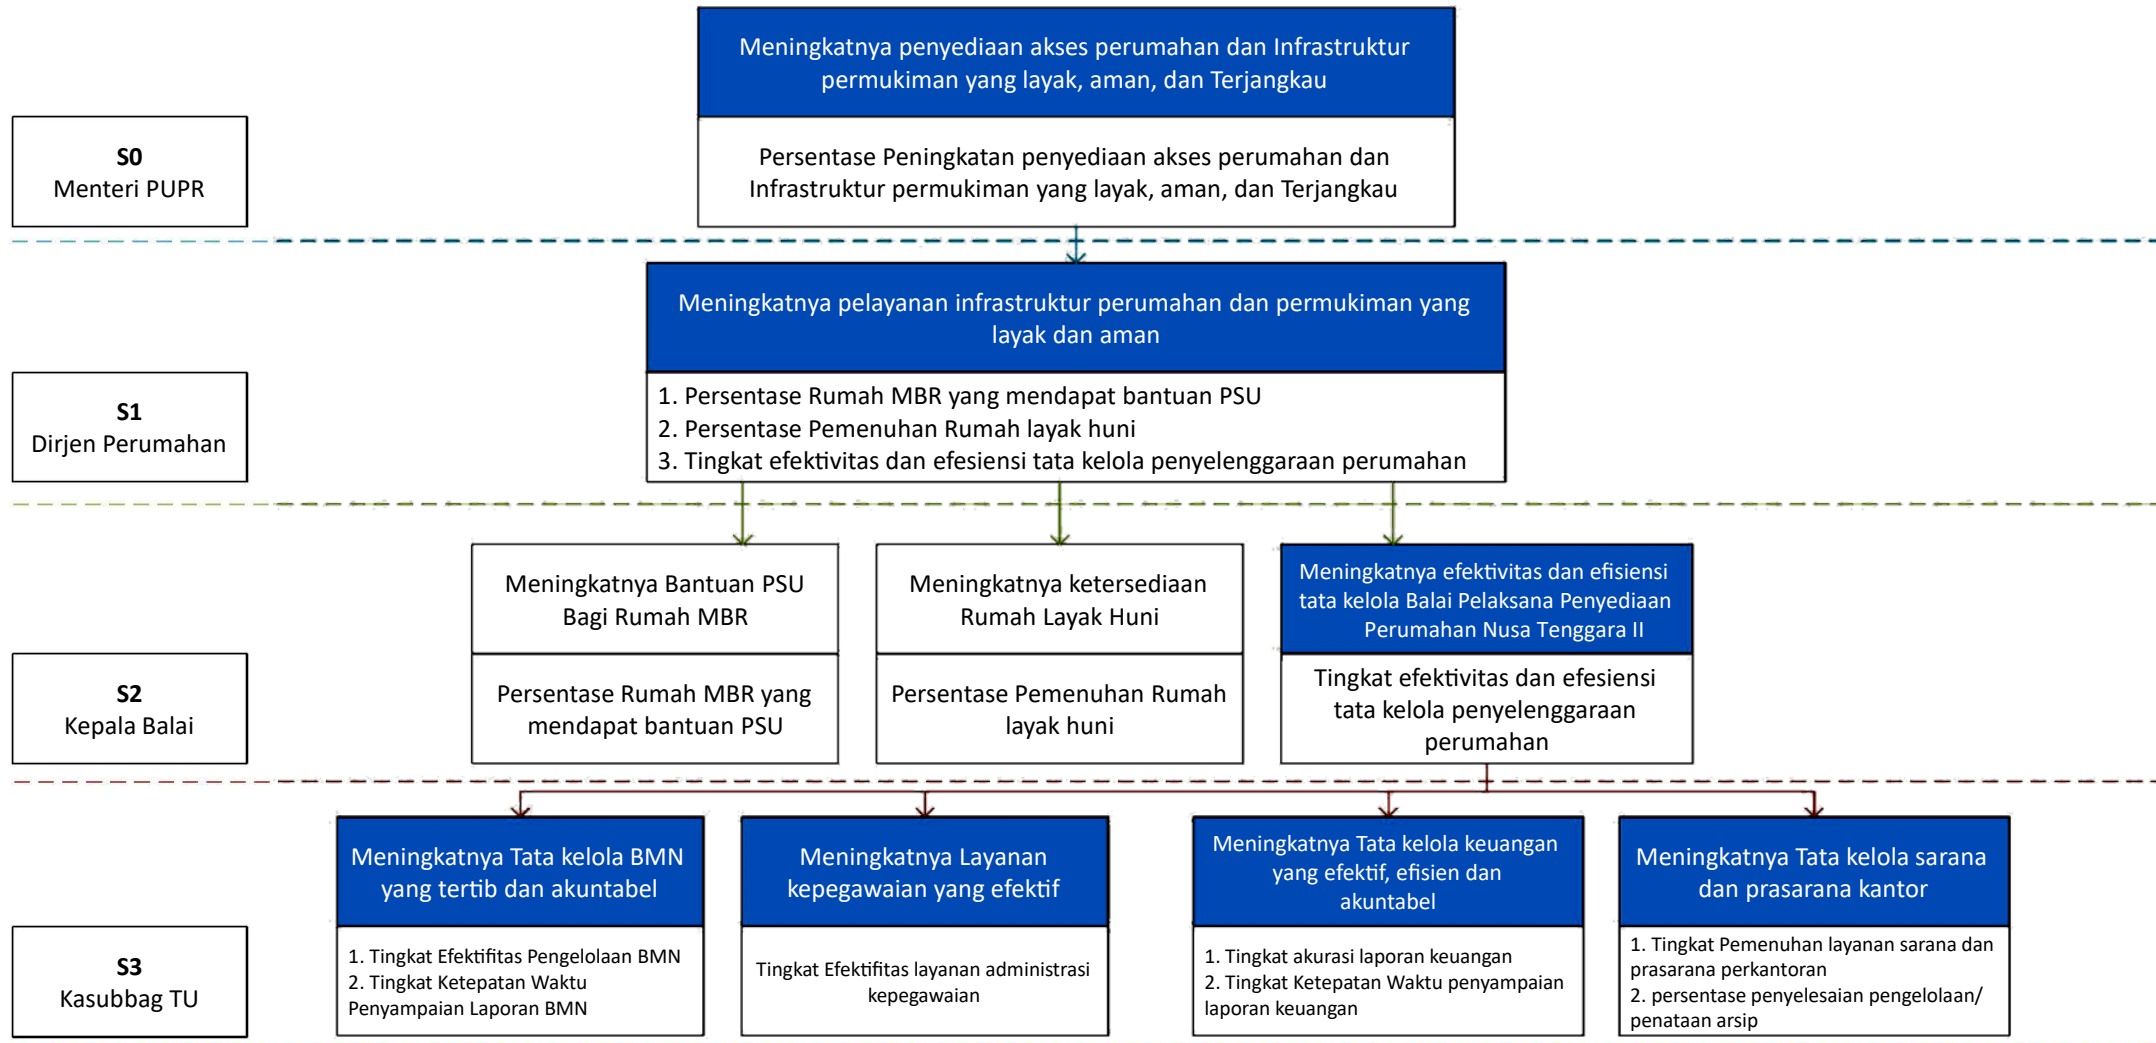 Meningkatnya penyediaan akses perumahan dan Infrastruktur
permukiman yang layak, aman, dan Terjangkau
S0
Menteri PUPR
Persentase Peningkatan penyediaan akses perumahan dan
Infrastruktur permukiman yang layak, aman, dan Terjangkau
Meningkatnya pelayanan infrastruktur perumahan dan permukiman yang
layak dan aman
S1
Dirjen Perumahan
1. Persentase Rumah MBR yang mendapat bantuan PSU
2. Persentase Pemenuhan Rumah layak huni
3. Tingkat efektivitas dan efesiensi tata kelola penyelenggaraan perumahan
Meningkatnya Bantuan PSU
Bagi Rumah MBR
Meningkatnya ketersediaan
Rumah Layak Huni
Meningkatnya efektivitas dan efisiensi
tata kelola Balai Pelaksana Penyediaan
Perumahan Nusa Tenggara II
S2
Kepala Balai
Persentase Rumah MBR yang
mendapat bantuan PSU
Persentase Pemenuhan Rumah
layak huni
Tingkat efektivitas dan efesiensi
tata kelola penyelenggaraan
perumahan
Meningkatnya Tata kelola BMN
yang tertib dan akuntabel
Meningkatnya Layanan
kepegawaian yang efektif
Meningkatnya Tata kelola keuangan
yang efektif, efisien dan
akuntabel
Meningkatnya Tata kelola sarana
dan prasarana kantor
S3
Kasubbag TU
1. Tingkat Efektifitas Pengelolaan BMN
2. Tingkat Ketepatan Waktu
Penyampaian Laporan BMN
Tingkat Efektifitas layanan administrasi
kepegawaian
1. Tingkat akurasi laporan keuangan
2. Tingkat Ketepatan Waktu penyampaian
laporan keuangan
1. Tingkat Pemenuhan layanan sarana dan
prasarana perkantoran
2. persentase penyelesaian pengelolaan/
penataan arsip